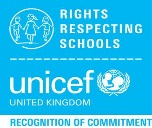 RIGHTS
RESPECTING
SCHOOLS
unicef
UNITED KINGDOM
RECOGNITION OF COMMITMENT